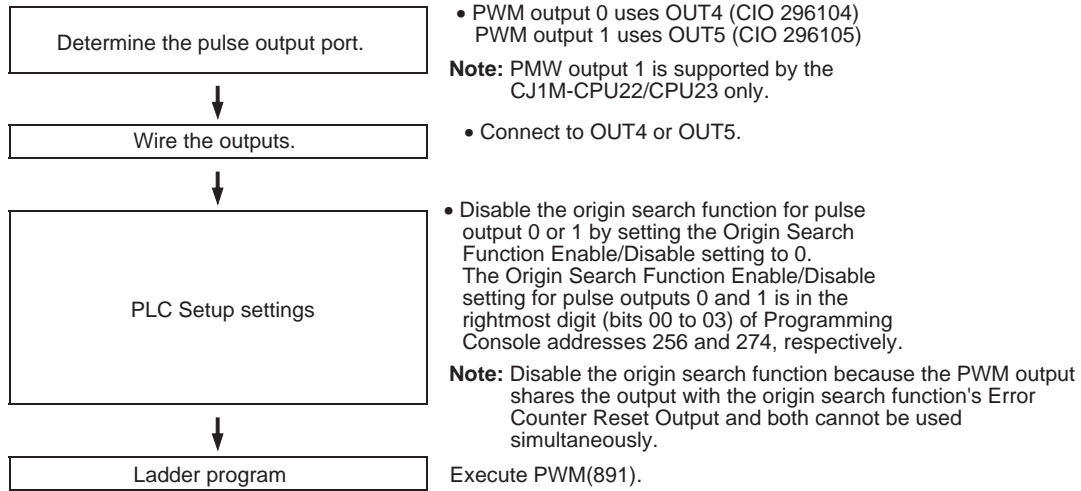 Determine the pulse output port.
• PWM output 0 uses OUT4 (CIO 296104)
PWM output 1 uses OUT5 (CIO 296105)
Note: PMW output 1 is supported by the
CJ1M-CPU22/CPU23 only.
Wire the outputs.
• Connect to OUT4 or OUT5.
PLC Setup settings
• Disable the origin search function for pulse
output 0 or 1 by setting the Origin Search
Function Enable/Disable setting to 0.
The Origin Search Function Enable/Disable
setting for pulse outputs 0 and 1 is in the
rightmost digit (bits 00 to 03) of Programming
Console addresses 256 and 274, respectively.
Note: Disable the origin search function because the PWM output
shares the output with the origin search function's Error
Counter Reset Output and both cannot be used
simultaneously.
Ladder program
Execute PWM(891).